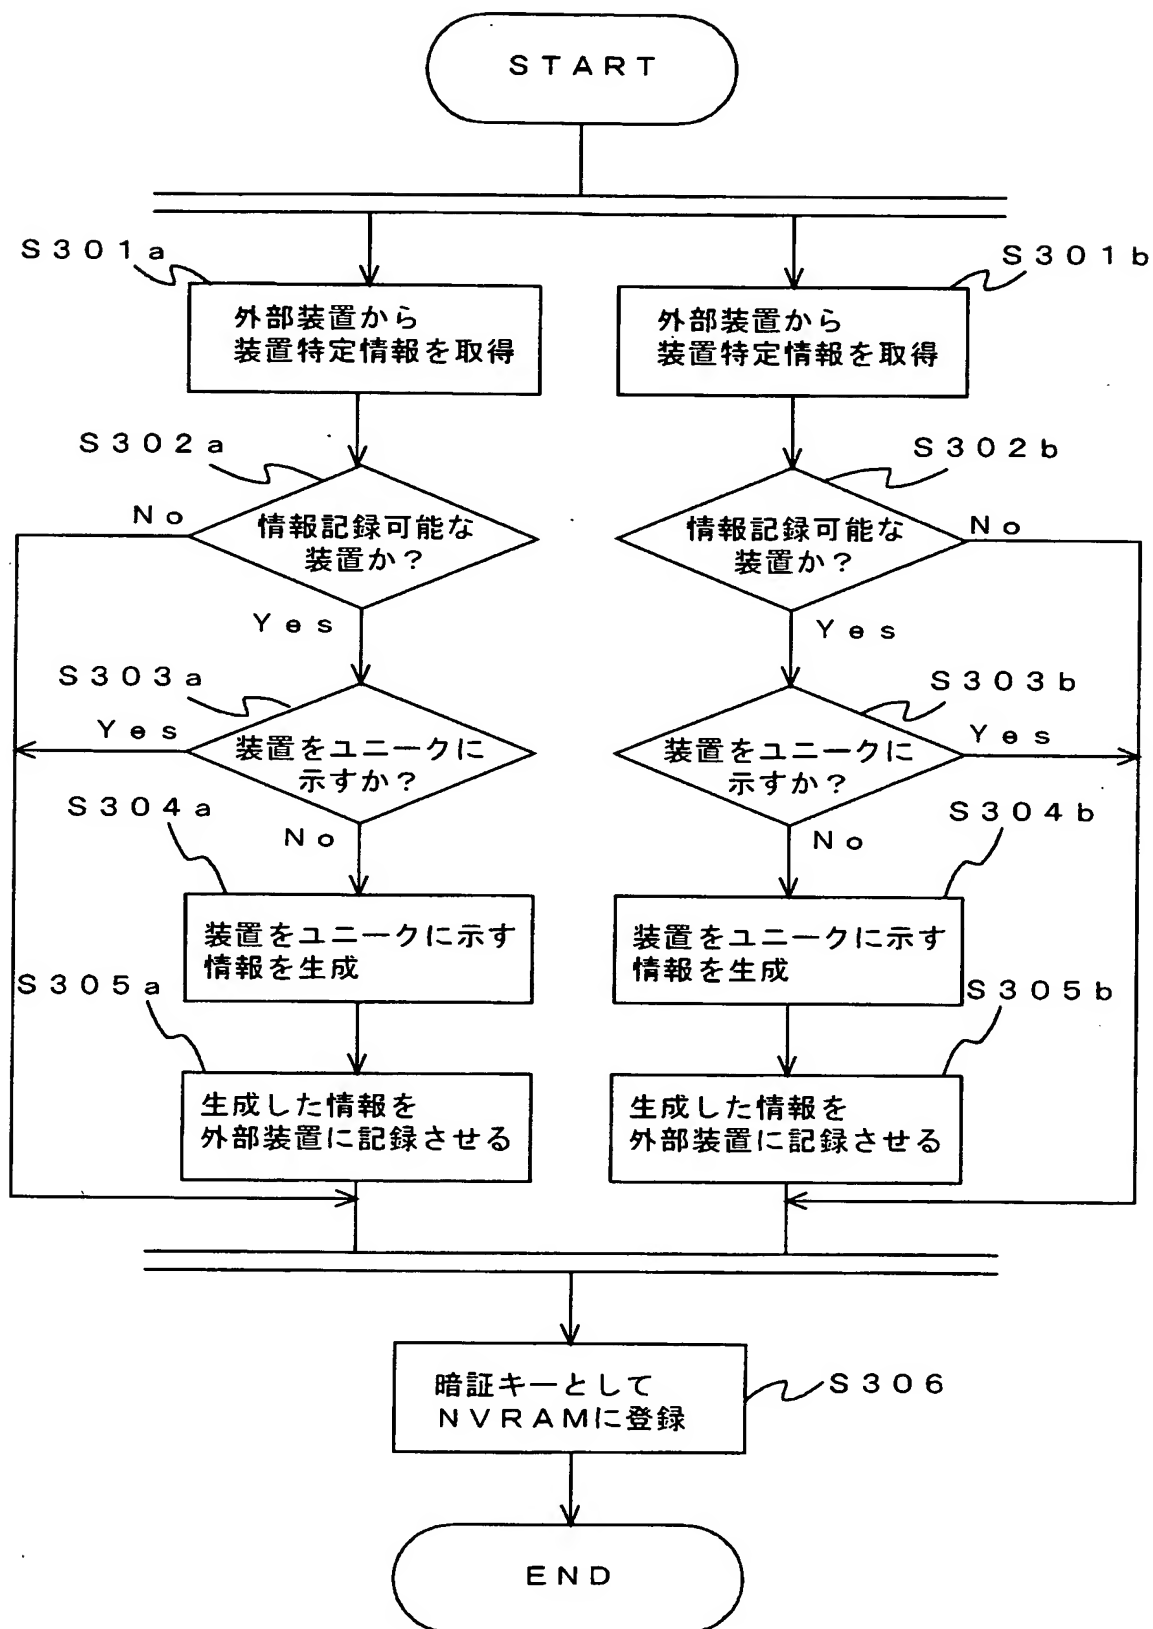 ＳＴＡＲＴ
Ｓ３０１ａ
Ｓ３０１ｂ
外部装置から
装置特定情報を取得
外部装置から
装置特定情報を取得
Ｓ３０２ａ
Ｓ３０２ｂ
Ｎｏ
情報記録可能な
装置か？
情報記録可能な
装置か？
Ｎｏ
Ｙｅｓ
Ｙｅｓ
Ｓ３０３ａ
Ｓ３０３ｂ
Ｙｅｓ
装置をユニークに
示すか？
装置をユニークに
示すか？
Ｙｅｓ
Ｓ３０４ａ
Ｎｏ
Ｓ３０４ｂ
Ｎｏ
装置をユニークに示す
情報を生成
装置をユニークに示す
情報を生成
Ｓ３０５ａ
Ｓ３０５ｂ
生成した情報を
外部装置に記録させる
生成した情報を
外部装置に記録させる
暗証キーとして
ＮＶＲＡＭに登録
Ｓ３０６
ＥＮＤ